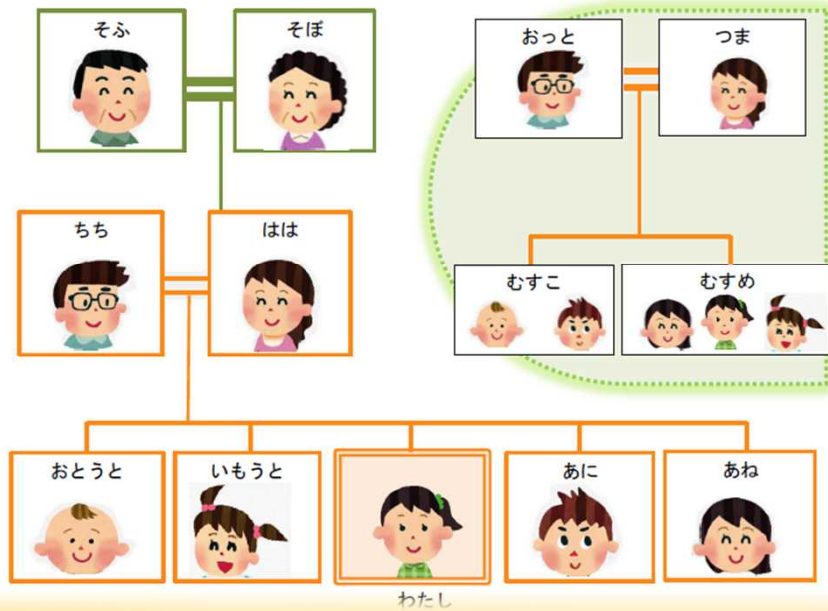 そふ
そぼ
おっと
つま
ちち
はは
むすこ
むすめ
おとうと
いもうと
あに
あね
わたし